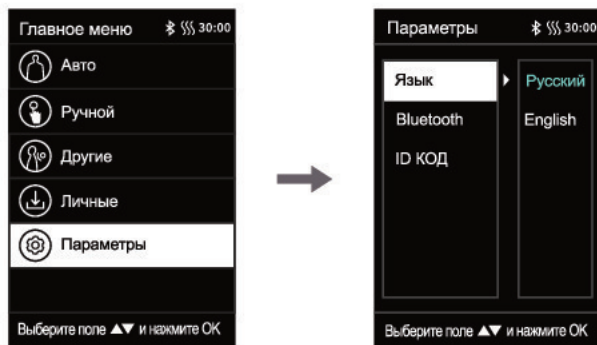 Главное меню 30:00
Авто
Ручной
Другие
Личные
Параметры
Выберите поле ▲▼ и нажмите OK
Параметры 30:00
Язык
Bluetooth
ID КОД
Русский
English
Выберите поле ▲▼ и нажмите OK